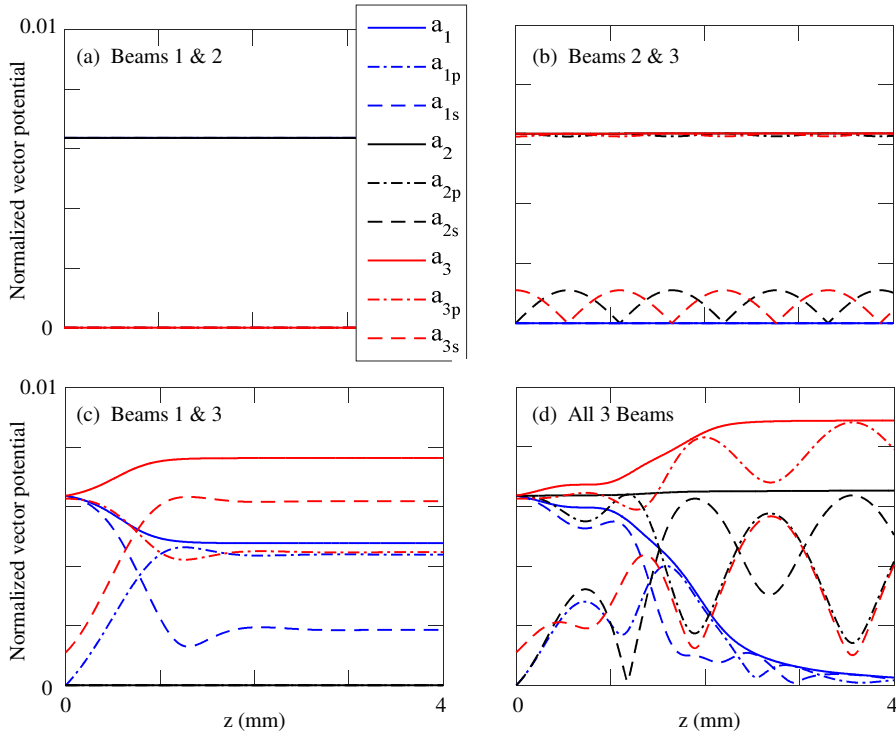 0.01
(a) Beams 1 & 2
Normalized vector potential
0
a1
a1p
a1s
a2
a2p
a2s
a3
a3p
a3s
(b) Beams 2 & 3
0.01
(c) Beams 1 & 3
Normalized vector potential
0
0
z (mm)
4
(d) All 3 Beams
0
z (mm)
4